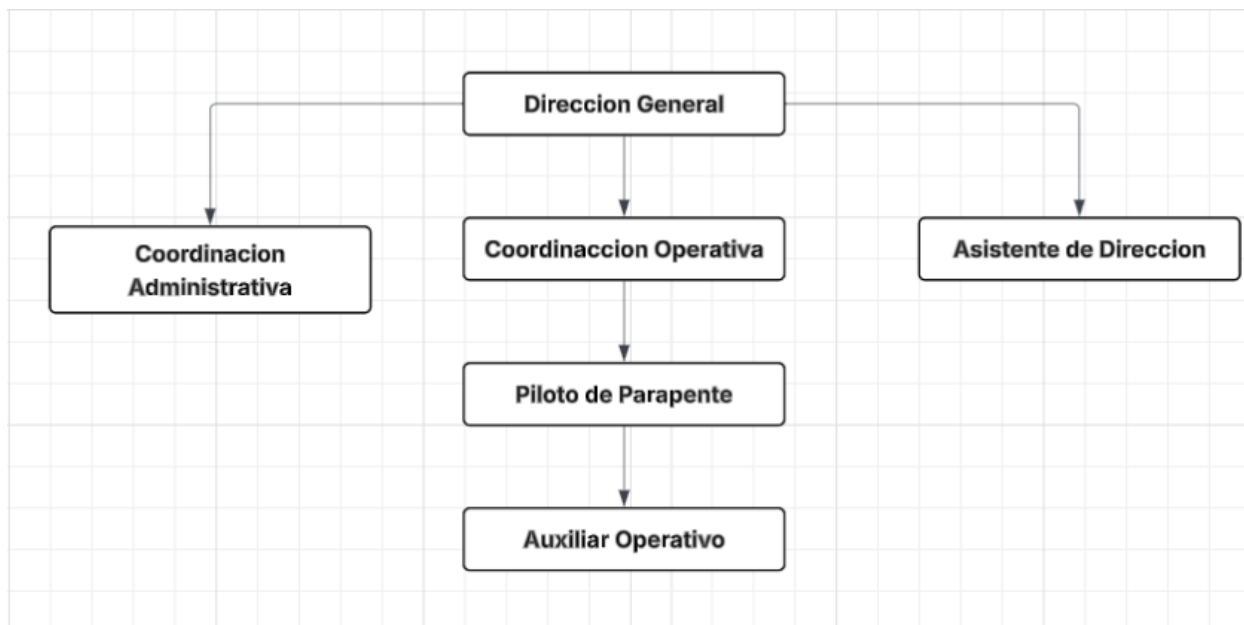 Direccion General
Coordinacion
Administrativa
Coordinaccion Operativa
Asistente de Direccion
Piloto de Parapente
Auxiliar Operativo